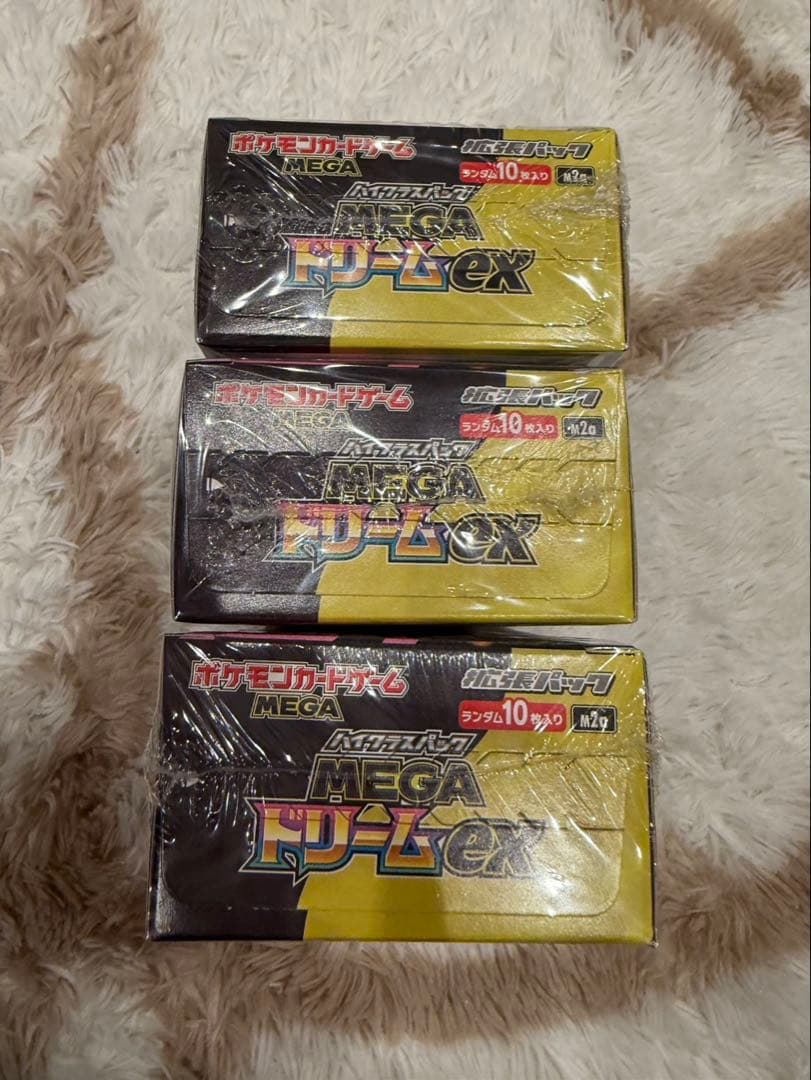 ポケモンカードゲーム
MEGA
拡張パック
ランダム10枚入り M2a
ハイクラスパック
MEGA
ドリームex
ポケモンカードゲーム
MEGA
拡張パック
ランダム10枚入り M2a
ハイクラスパック
MEGA
ドリームex
ポケモンカードゲーム
MEGA
拡張パック
ランダム10枚入り M2a
ハイクラスパック
MEGA
ドリームex